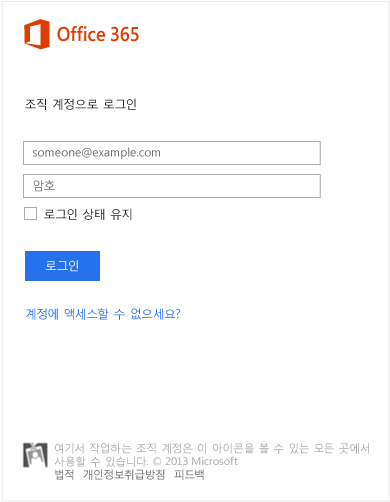 Office 365
조직 계정으로 로그인
someone@example.com
암호
로그인 상태 유지
로그인
계정에 액세스할 수 없으세요?
여기서 작업하는 조직 계정은 이 아이콘을 볼 수 있는 모든 곳에서
사용할 수 있습니다. © 2013 Microsoft
법적 개인정보취급방침 피드백